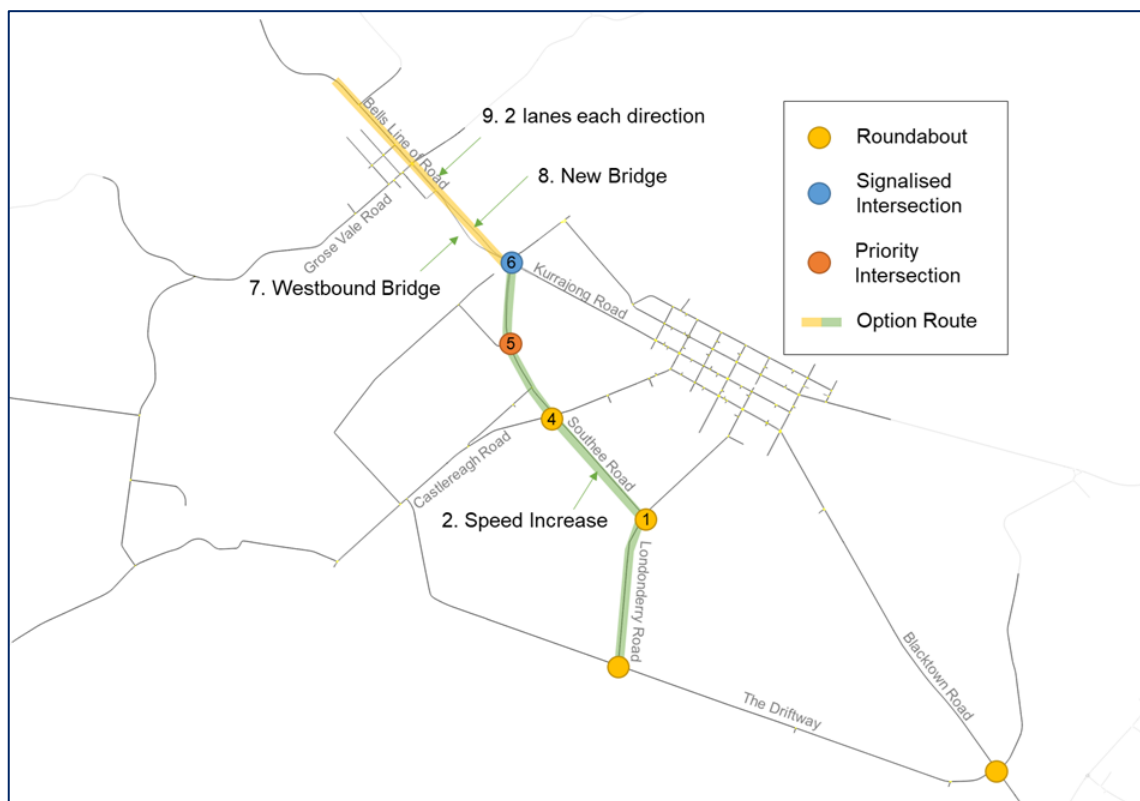 9. 2 lanes each direction
Bells Line of Road
8. New Bridge
Grose Vale Road
7. Westbound Bridge
6
Kurrajong Road
5
4
Castlereagh Road
Southee Road
2. Speed Increase
1
Londonderry Road
The Driftway
Blacktown Road
Roundabout
Signalised
Intersection
Priority
Intersection
Option Route